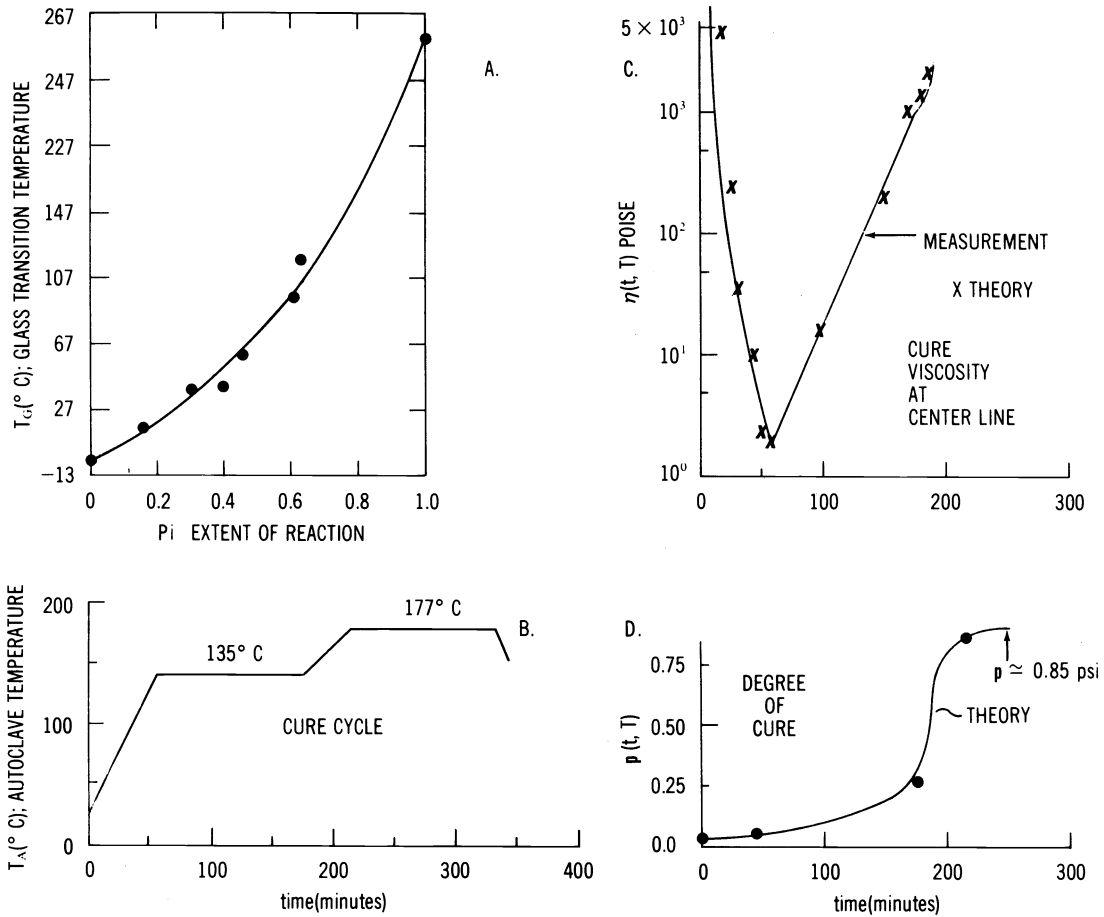 267
247
227
147
107
67
27
−13
0
0.2
0.4
0.6
0.8
1.0
T_G(° C); GLASS TRANSITION TEMPERATURE
Pi EXTENT OF REACTION
A.
5 × 10³
10³
10²
10¹
10⁰
0
100
200
300
η(t, T) POISE
C.
MEASUREMENT
X THEORY
CURE
VISCOSITY
AT
CENTER LINE
200
100
0
0
100
200
300
400
T_A(° C); AUTOCLAVE TEMPERATURE
time(minutes)
135° C
177° C
B.
CURE CYCLE
D.
0.75
0.50
0.25
0.0
0
100
200
300
p (t, T)
time(minutes)
DEGREE
OF
CURE
p ≃ 0.85 psi
THEORY